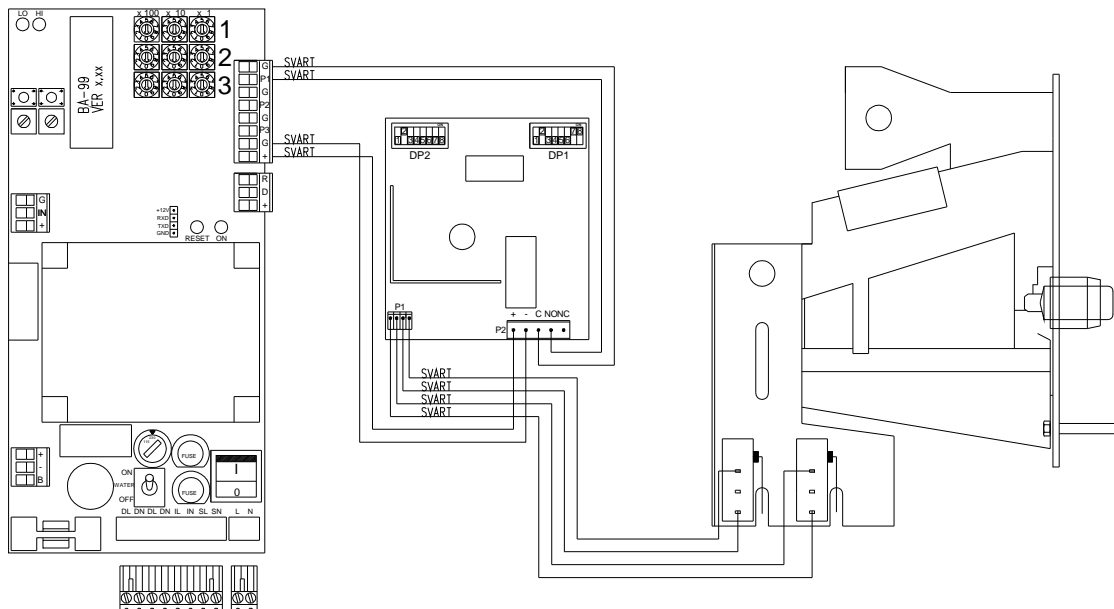 LO HI
x 100 x 10 x 1
1
2
3
BA-99
VER x.xx
G
P1
G
P2
G
P3
G
+
R
D
+
SVART
SVART
SVART
SVART
G
IN
+
+12V
RXD
TXD
GND
RESET ON
DP2
DP1
P1
+ - C NO NC
P2
SVART
SVART
SVART
SVART
+
-
B
ON
WATER
OFF
FUSE
FUSE
I
0
DL DN DL DN IL IN SL SN L N